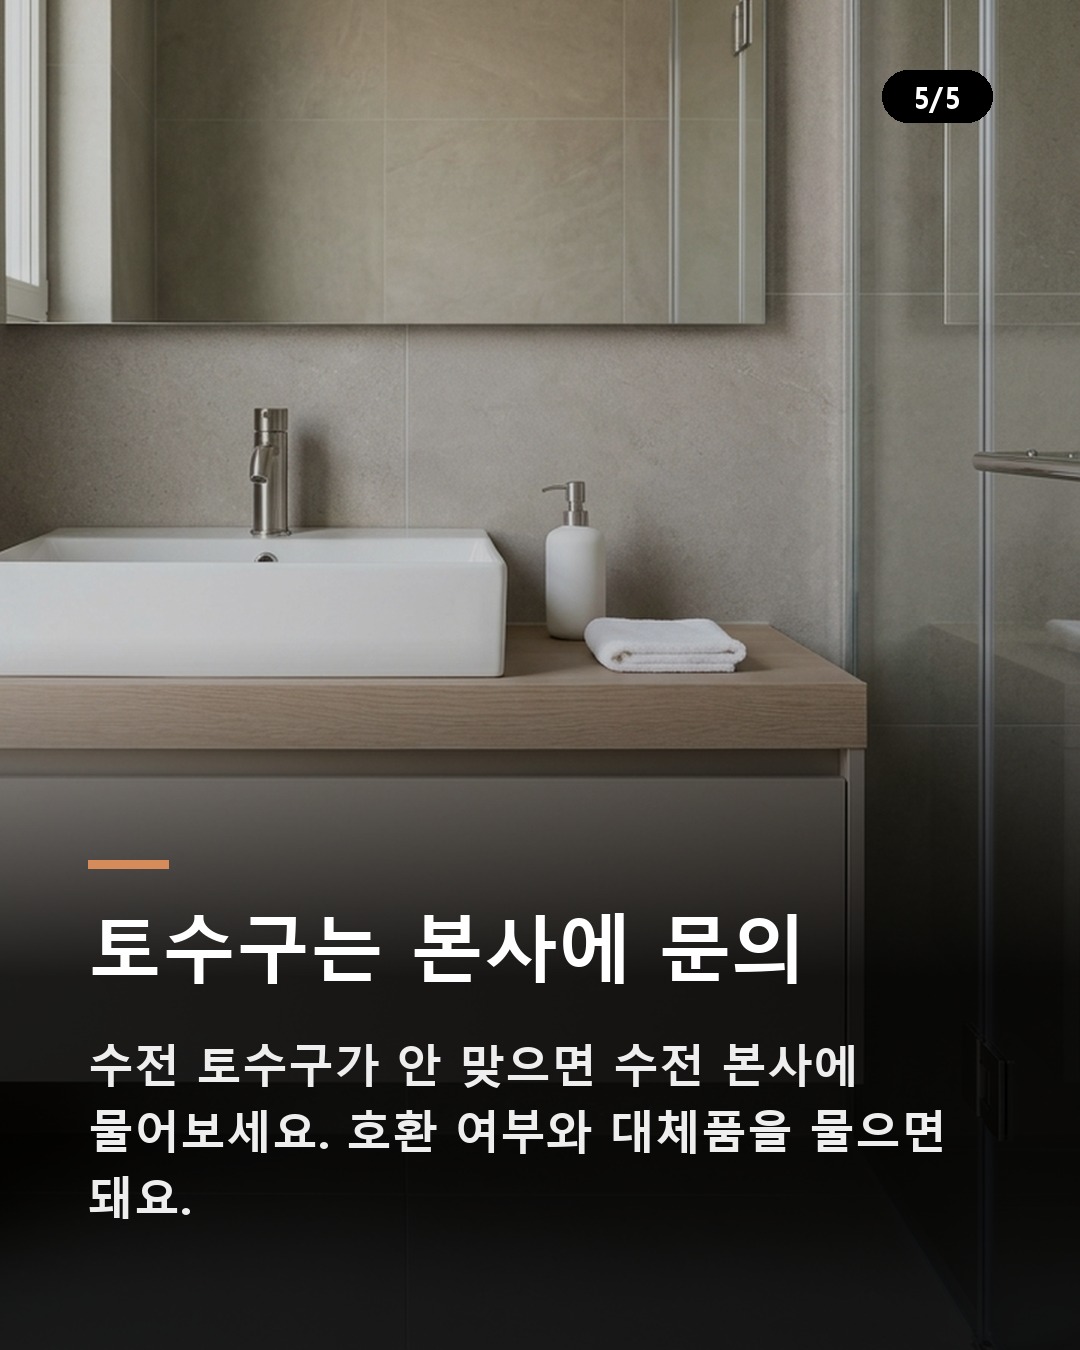 5/5
토수구는 본사에 문의
수전 토수구가 안 맞으면 수전 본사에
물어보세요. 호환 여부와 대체품을 물으면
돼요.